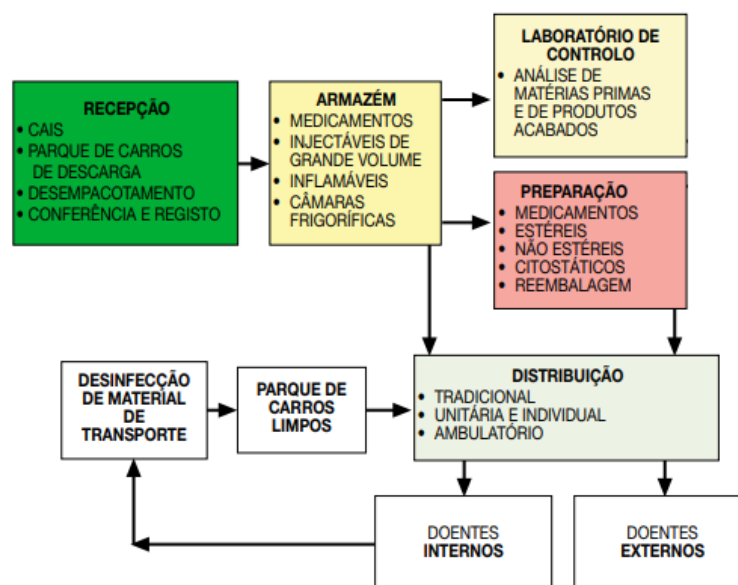 LABORATÓRIO DE
CONTROLO
• ANÁLISE DE
MATÉRIAS PRIMAS
E DE PRODUTOS
ACABADOS
RECEPÇÃO
• CAIS
• PARQUE DE CARROS
DE DESCARGA
• DESEMPACOTAMENTO
• CONFERÊNCIA E REGISTO
ARMAZÉM
• MEDICAMENTOS
• INJECTÁVEIS DE
GRANDE VOLUME
• INFLAMÁVEIS
• CÂMARAS
FRIGORÍFICAS
PREPARAÇÃO
• MEDICAMENTOS
• ESTÉREIS
• NÃO ESTÉREIS
• CITOSTÁTICOS
• REEMBALAGEM
DESINFECÇÃO
DE MATERIAL
DE
TRANSPORTE
PARQUE DE
CARROS
LIMPOS
DISTRIBUIÇÃO
• TRADICIONAL
• UNITÁRIA E INDIVIDUAL
• AMBULATÓRIO
DOENTES
INTERNOS
DOENTES
EXTERNOS